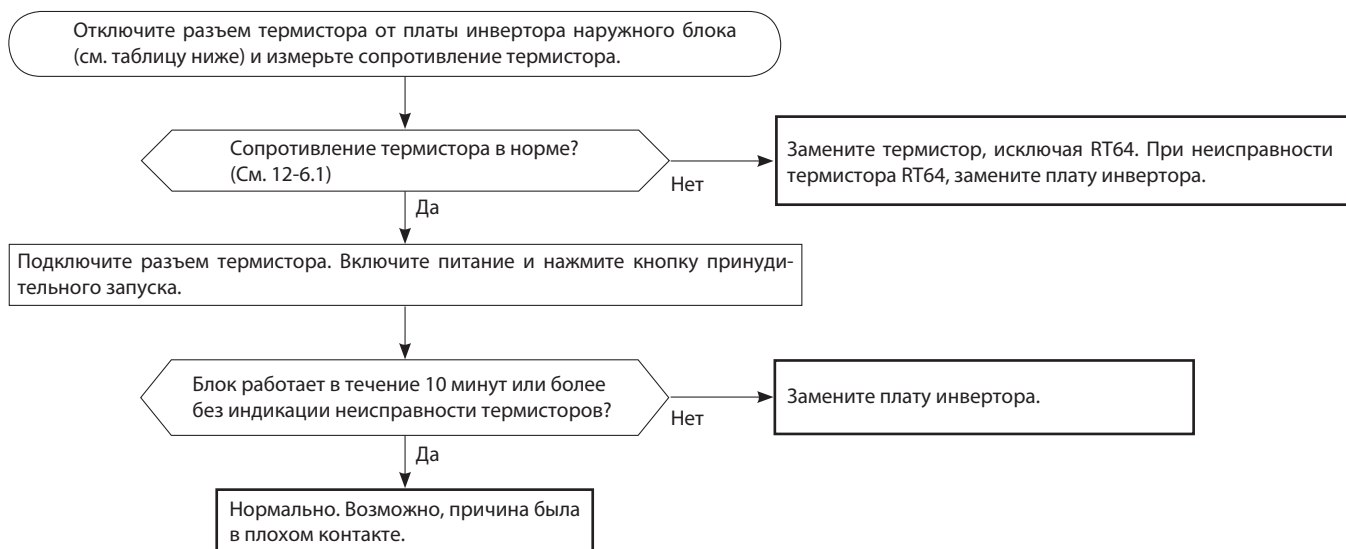 Отключите разъем термистора от платы инвертора наружного блока
(см. таблицу ниже) и измерьте сопротивление термистора.
Сопротивление термистора в норме?
(См. 12-6.1)
Нет
Замените термистор, исключая RT64. При неисправности
термистора RT64, замените плату инвертора.
Да
Подключите разъем термистора. Включите питание и нажмите кнопку принуди-
тельного запуска.
Блок работает в течение 10 минут или более
без индикации неисправности термисторов?
Нет
Замените плату инвертора.
Да
Нормально. Возможно, причина была
в плохом контакте.